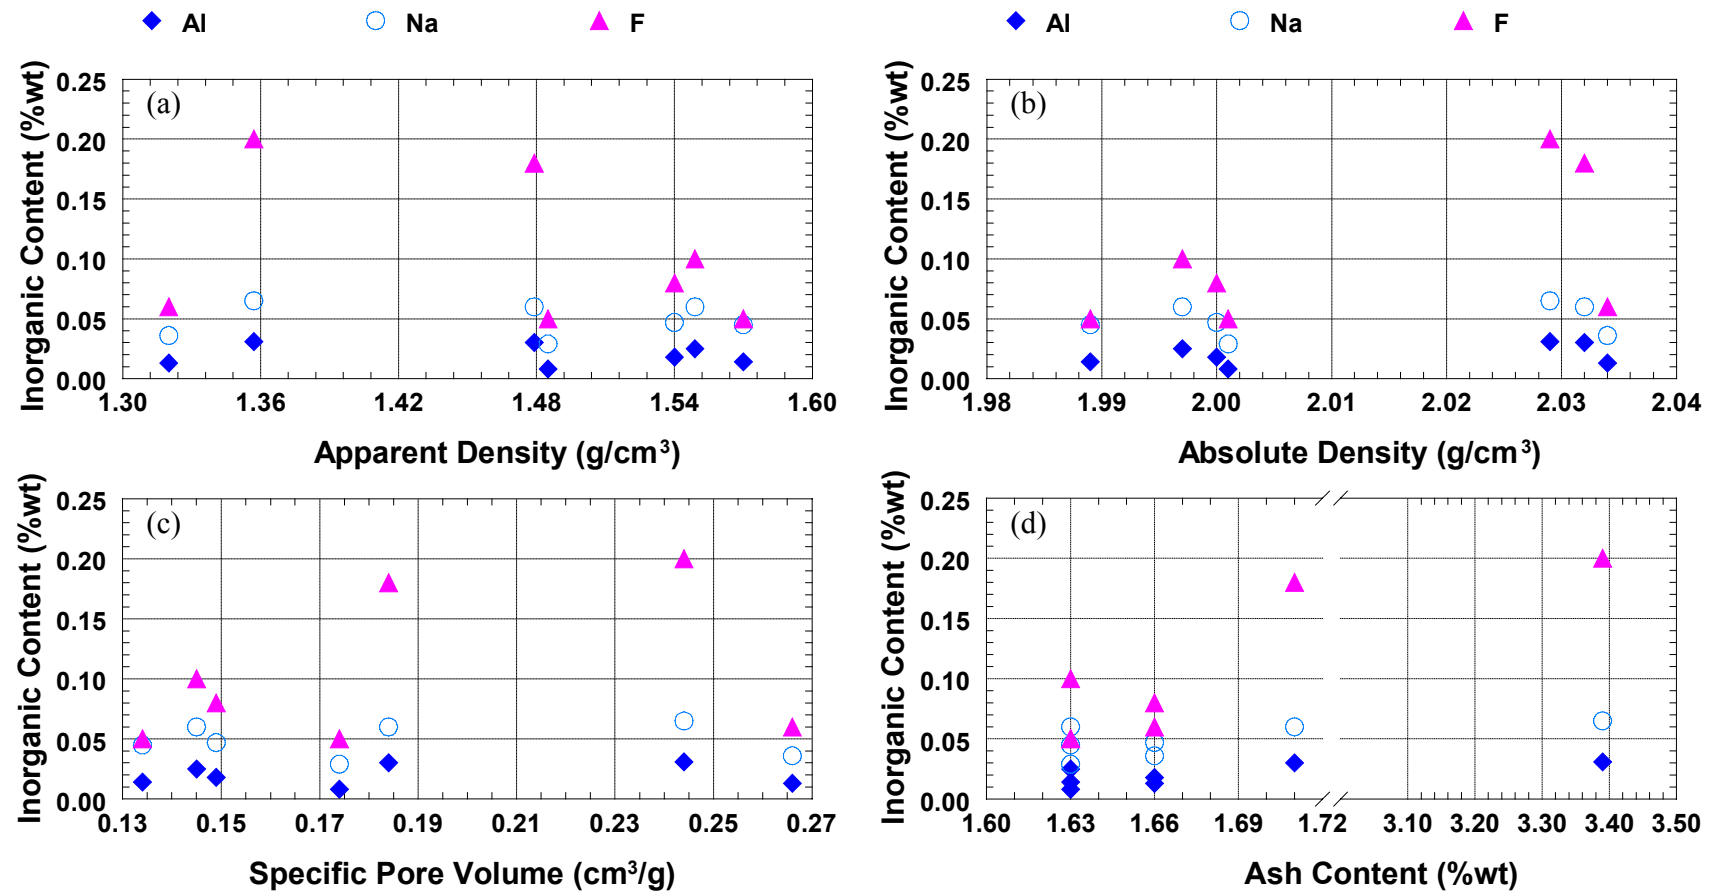 Al Na F
Al Na F
Inorganic Content (%wt)
0.25
0.20
0.15
0.10
0.05
0.00
(a)
1.30 1.36 1.42 1.48 1.54 1.60
Apparent Density (g/cm³)
Inorganic Content (%wt)
0.25
0.20
0.15
0.10
0.05
0.00
(b)
1.98 1.99 2.00 2.01 2.02 2.03 2.04
Absolute Density (g/cm³)
Inorganic Content (%wt)
0.25
0.20
0.15
0.10
0.05
0.00
(c)
0.13 0.15 0.17 0.19 0.21 0.23 0.25 0.27
Specific Pore Volume (cm³/g)
Inorganic Content (%wt)
0.25
0.20
0.15
0.10
0.05
0.00
(d)
1.60 1.63 1.66 1.69 1.72 3.10 3.20 3.30 3.40 3.50
Ash Content (%wt)